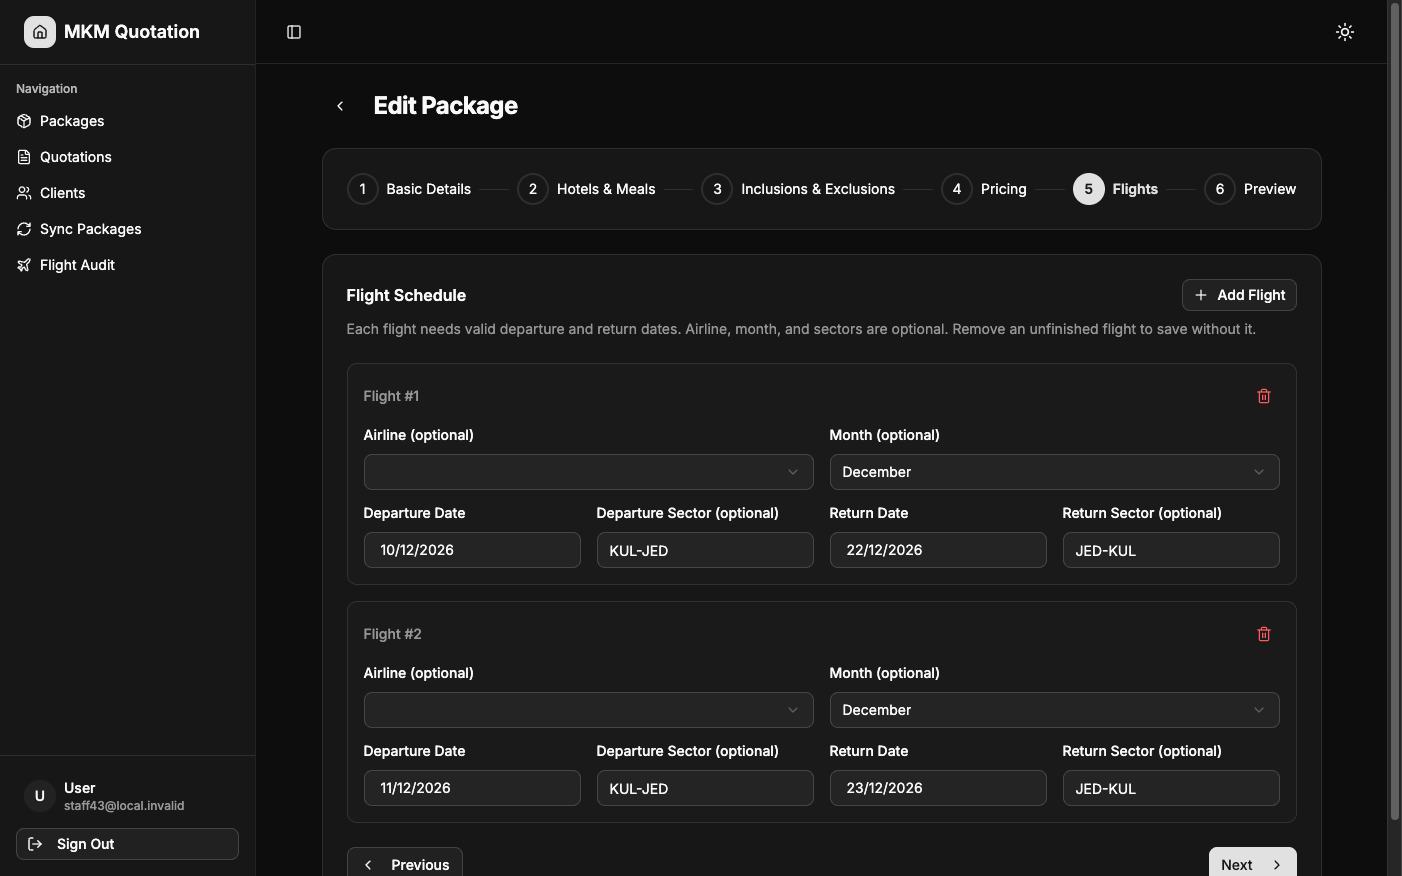 MKM Quotation
Navigation
Packages
Quotations
Clients
Sync Packages
Flight Audit
User
staff43@local.invalid
U
Sign Out
Edit Package
1 Basic Details 2 Hotels & Meals 3 Inclusions & Exclusions 4 Pricing 5 Flights 6 Preview
Flight Schedule
Add Flight
Each flight needs valid departure and return dates. Airline, month, and sectors are optional. Remove an unfinished flight to save without it.
Flight #1
Airline (optional) Month (optional)
December
Departure Date Departure Sector (optional) Return Date Return Sector (optional)
10/12/2026 KUL-JED 22/12/2026 JED-KUL
Flight #2
Airline (optional) Month (optional)
December
Departure Date Departure Sector (optional) Return Date Return Sector (optional)
11/12/2026 KUL-JED 23/12/2026 JED-KUL
Previous Next